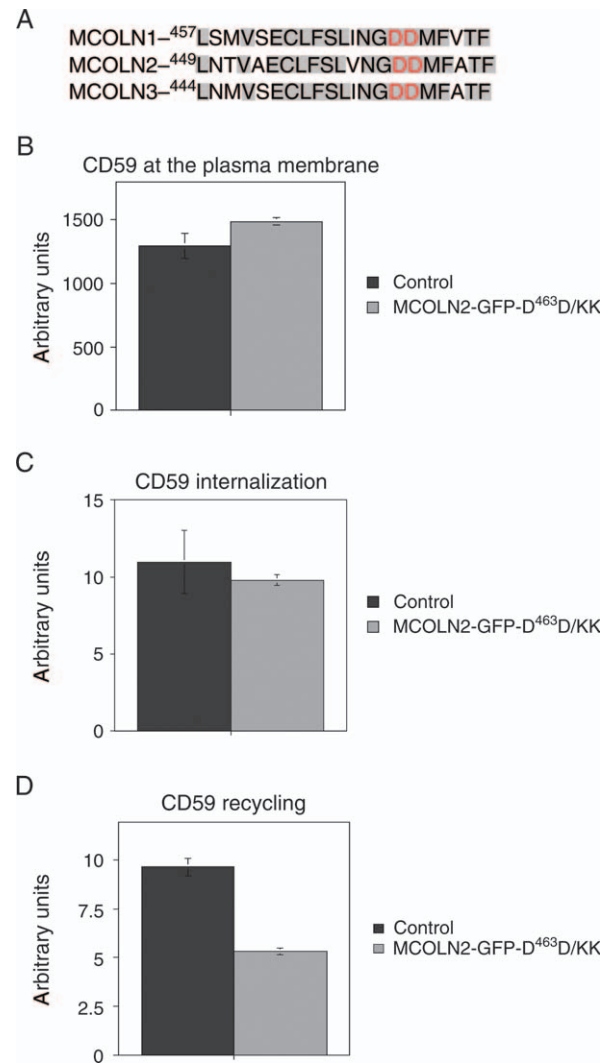 A
MCOLN1–⁴⁵⁷LSMVSECLFSLINGDDMFVTF
MCOLN2–⁴⁴⁹LNTVAECLFSLVNGDDMFATF
MCOLN3–⁴⁴⁴LNMVSECLFSLINGDDMFATF
B
CD59 at the plasma membrane
Arbitrary units
1500
1000
500
0
Control
MCOLN2-GFP-D⁴⁶³D/KK
C
CD59 internalization
Arbitrary units
15
10
5
0
Control
MCOLN2-GFP-D⁴⁶³D/KK
D
CD59 recycling
Arbitrary units
10
7.5
5
2.5
0
Control
MCOLN2-GFP-D⁴⁶³D/KK